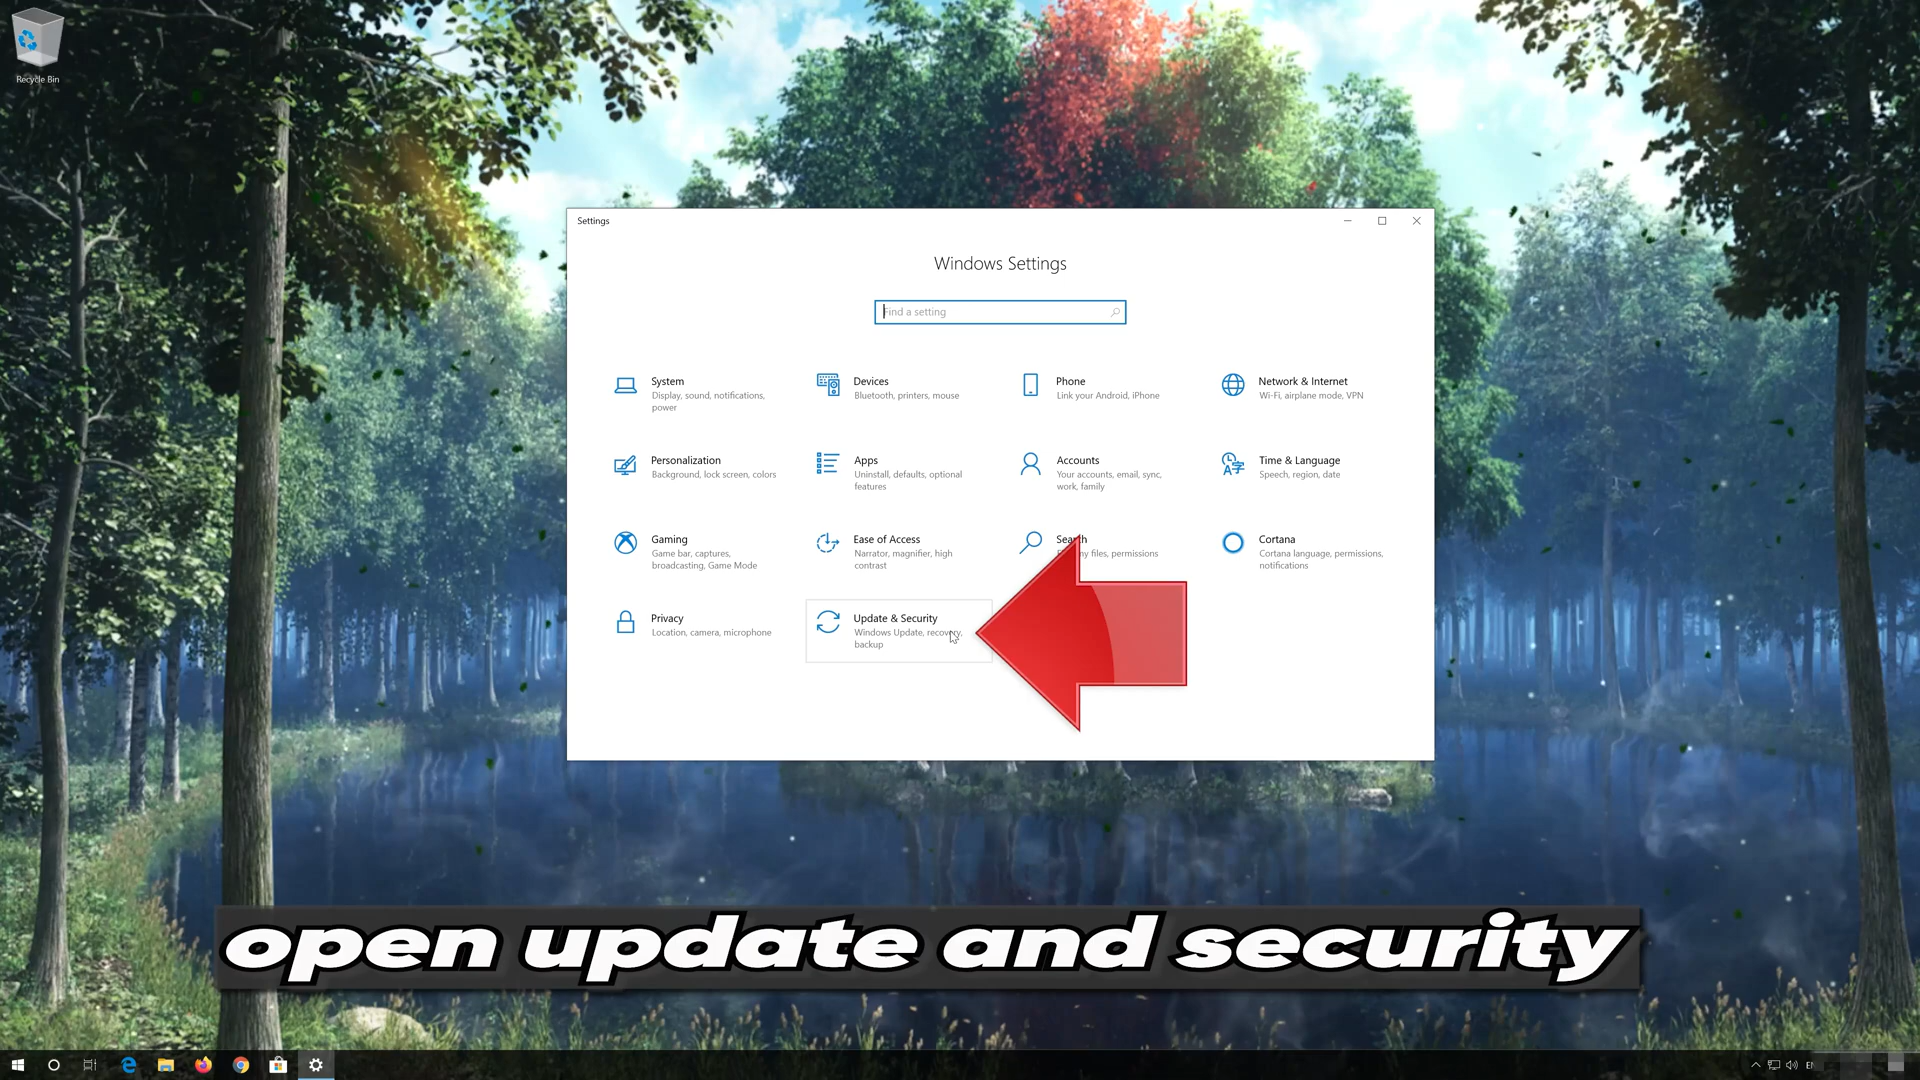 Recycle Bin
Settings
Windows Settings
Find a setting
System
Display, sound, notifications,
power
Devices
Bluetooth, printers, mouse
Phone
Link your Android, iPhone
Network & Internet
Wi-Fi, airplane mode, VPN
Personalization
Background, lock screen, colors
Apps
Uninstall, defaults, optional
features
Accounts
Your accounts, email, sync,
work, family
Time & Language
Speech, region, date
Gaming
Game bar, captures,
broadcasting, Game Mode
Ease of Access
Narrator, magnifier, high
contrast
Search
my files, permissions
Cortana
Cortana language, permissions,
notifications
Privacy
Location, camera, microphone
Update & Security
Windows Update, recovery,
backup
open update and security